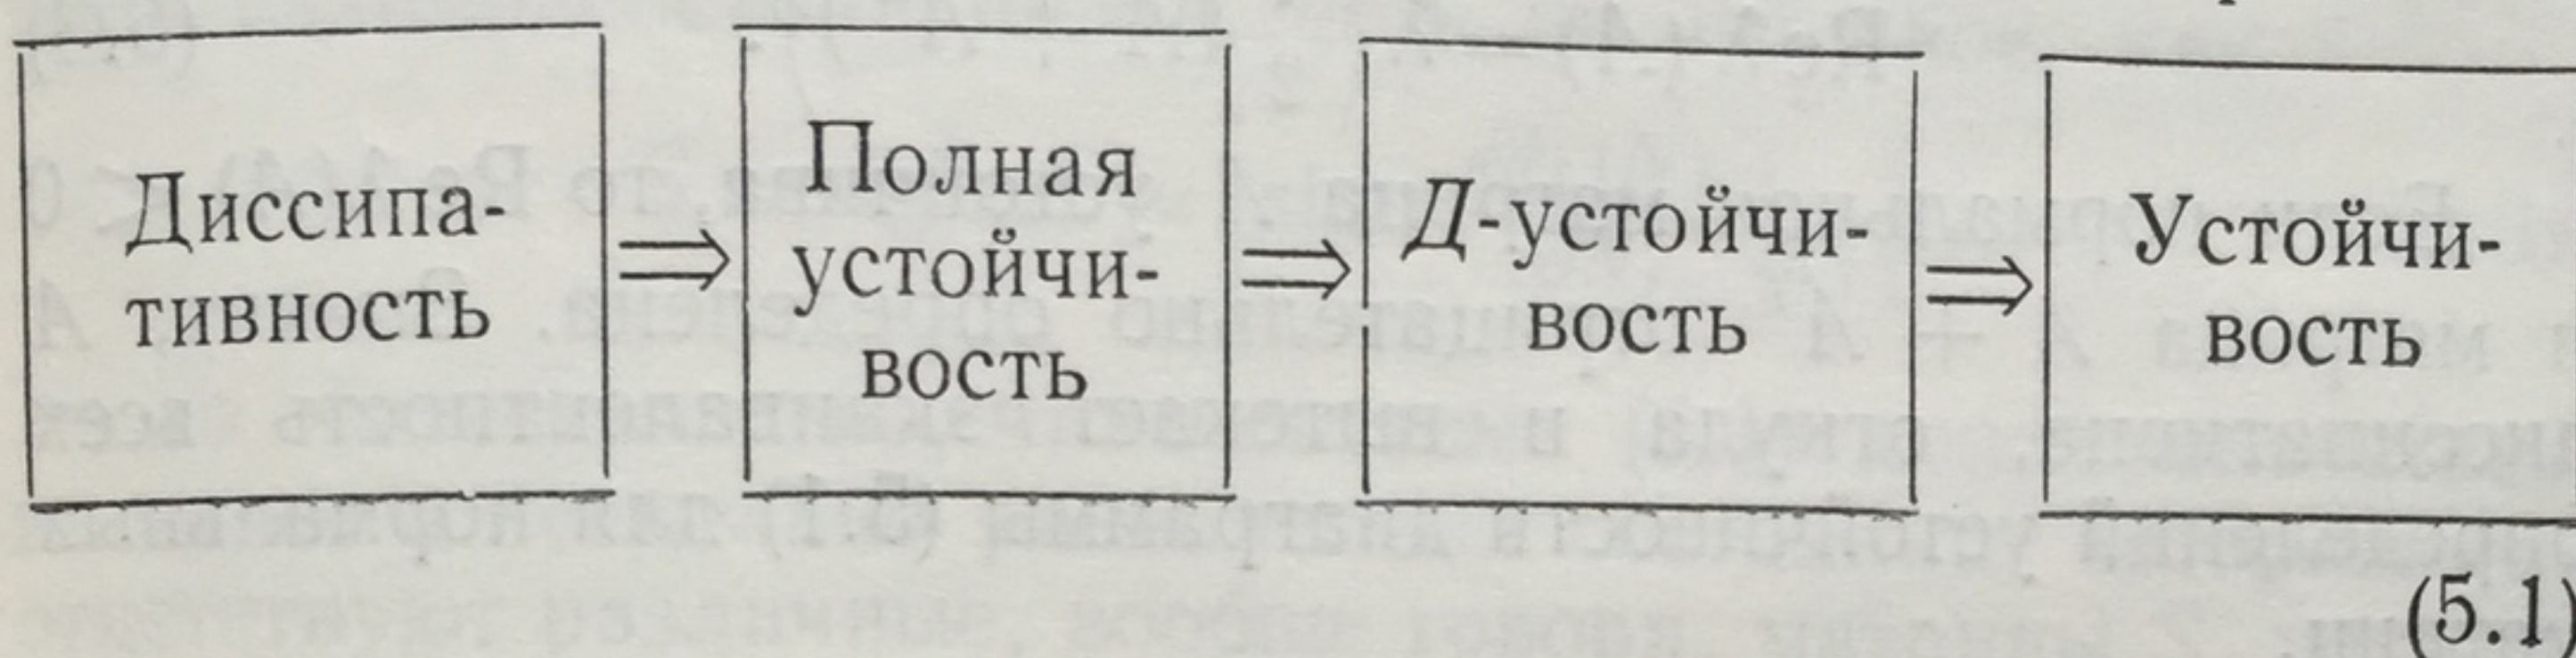 Диссипа-
тивность
⇒
Полная
устойчи-
вость
⇒
Д-устойчи-
вость
⇒
Устойчи-
вость
(5.1)